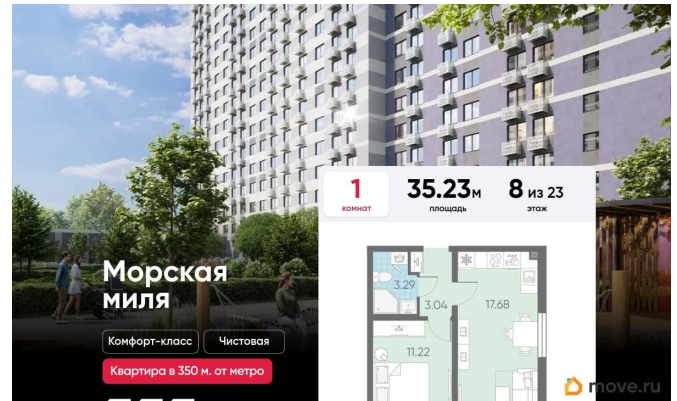 1
комнат
35.23м
площадь
8 из 23
этаж
Морская
миля
Комфорт-класс
Чистовая
Квартира в 350 м. от метро
3.29
3.04
17.68
11.22
move.ru